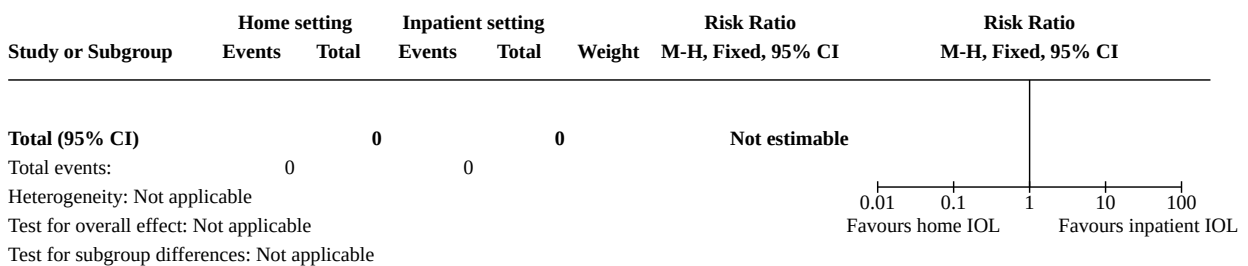 Home setting Inpatient setting Risk Ratio Risk Ratio
Study or Subgroup Events Total Events Total Weight M-H, Fixed, 95% CI M-H, Fixed, 95% CI
Total (95% CI) 0 0 Not estimable
Total events: 0 0
Heterogeneity: Not applicable
0.01 0.1 1 10 100
Test for overall effect: Not applicable
Favours home IOL Favours inpatient IOL
Test for subgroup differences: Not applicable